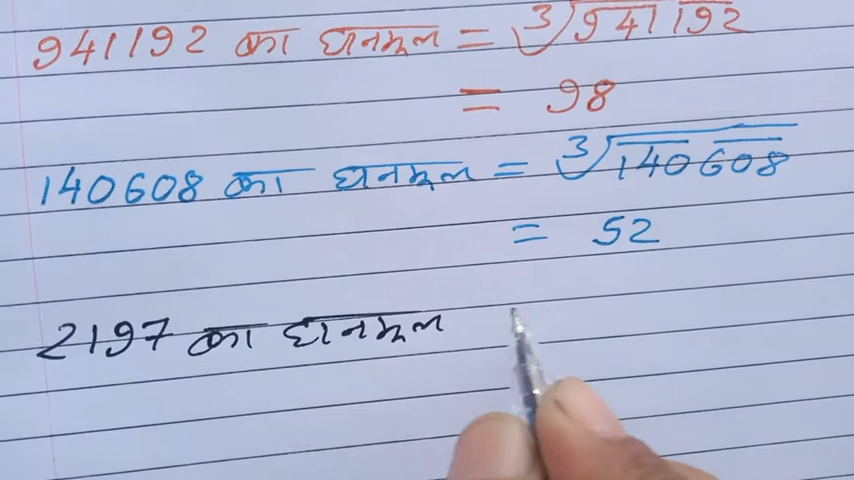 941192 का घनमूल = ∛941192
= 98
140608 का घनमूल = ∛140608
= 52
2197 का घनमूल